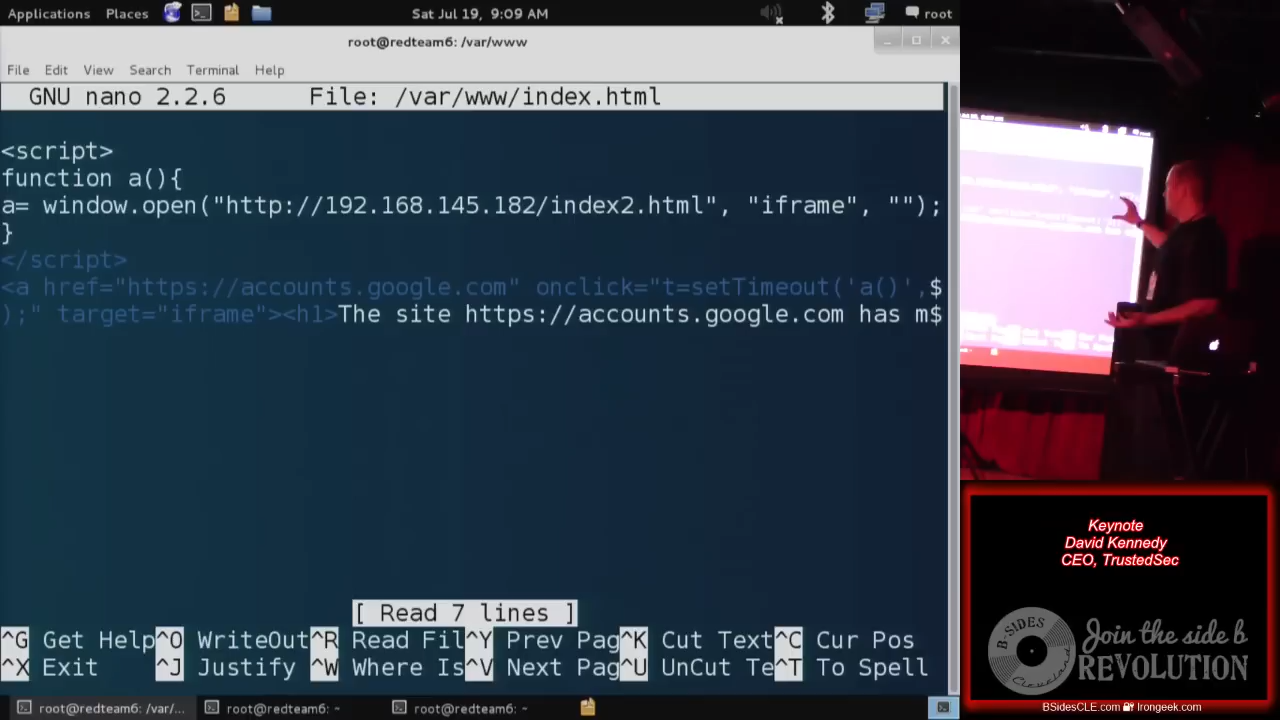 Applications Places Sat Jul 19, 9:09 AM root
root@redteam6: /var/www
File Edit View Search Terminal Help
GNU nano 2.2.6 File: /var/www/index.html
<script>
function a(){
a= window.open("http://192.168.145.182/index2.html", "iframe", "");
}
</script>
<a href="https://accounts.google.com" onclick="t=setTimeout('a()',$
);" target="iframe"><h1>The site https://accounts.google.com has m$
[ Read 7 lines ]
^G Get Help ^O WriteOut ^R Read Fil ^Y Prev Pag ^K Cut Text ^C Cur Pos
^X Exit ^J Justify ^W Where Is ^V Next Pag ^U UnCut Te ^T To Spell
root@redteam6: /var/... root@redteam6: ~ root@redteam6: ~
Keynote
David Kennedy
CEO, TrustedSec
B-SIDES
Cleveland
Join the side b
REVOLUTION
BSidesCLE.com Irongeek.com